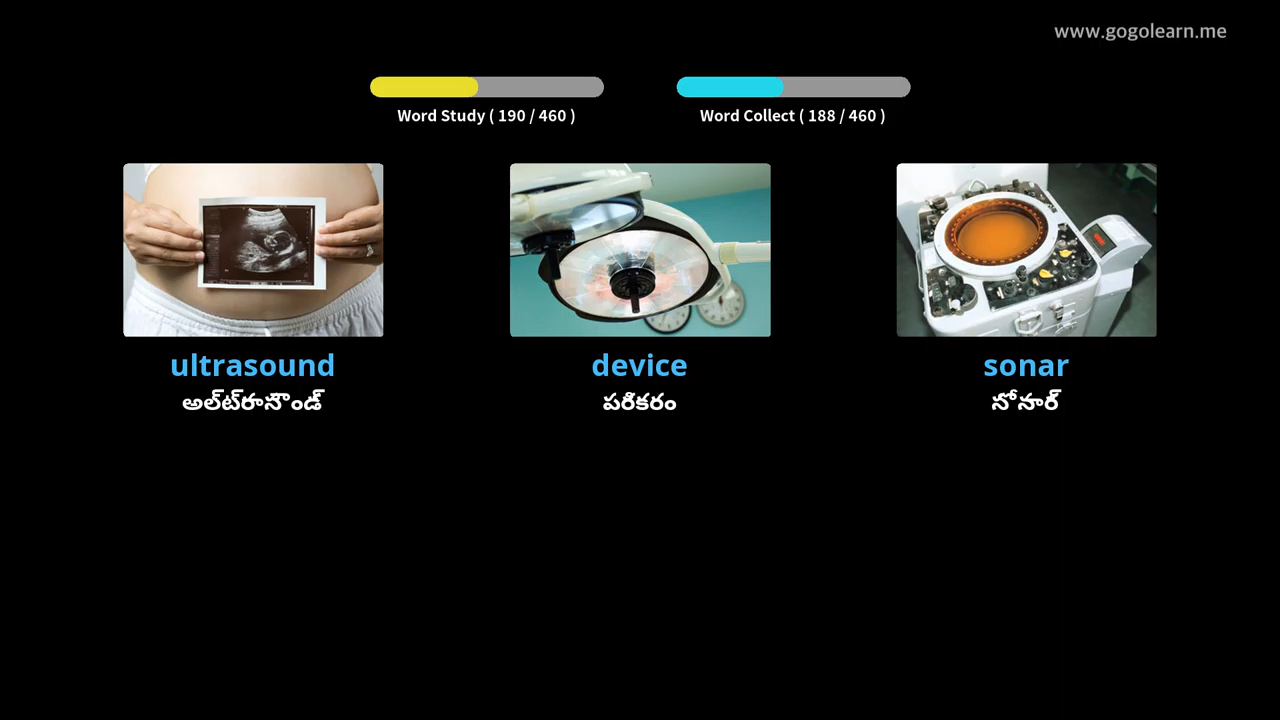 www.gogolearn.me
Word Study ( 190 / 460 )
Word Collect ( 188 / 460 )
ultrasound
device
sonar
అల్‌ట్‌రాసౌండ్
పరికరం
సోనార్